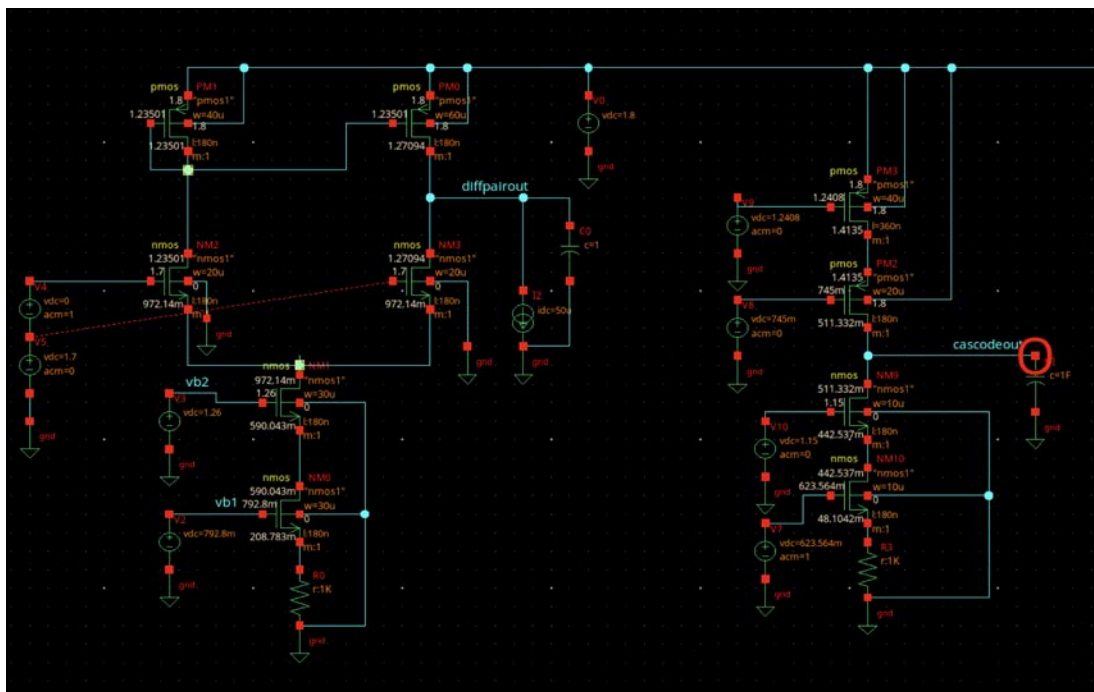 pmos PM1
1.8 "pmos1"
w=40u
1.23501 1.8
1.23501 l:180n
m:1
pmos PM0
1.8 "pmos1"
w=60u
1.23501 1.8
l:180n
1.27094 m:1
V0
vdc=1.8
gnd
diffpairout
C0
c=1
I2
idc=50u
gnd
nmos NM2
1.23501 "nmos1"
1.7 w=20u
0
l:180n
972.14m
gnd
nmos NM3
1.27094 "nmos1"
1.7 w=20u
0
l:180n
972.14m m:1
gnd
V4
vdc=0
acm=1
V5
vdc=1.7
acm=0
gnd
nmos NM1
972.14m "nmos1"
1.26 w=30u
0
l:180n
590.043m m:1
vb2
V3
vdc=1.26
gnd
nmos NM0
590.043m "nmos1"
792.8m w=30u
0
l:180n
208.783m m:1
vb1
V2
vdc=792.8m
gnd
R0
r:1K
gnd
pmos PM3
1.8 "pmos1"
w=40u
1.2408 1.8
l=360n
1.4135 m:1
V9
vdc=1.2408
acm=0
gnd
pmos PM2
1.4135 "pmos1"
745m w=20u
1.8
l:180n
511.332m m:1
V8
vdc=745m
acm=0
gnd
cascodeout
c=1F
gnd
nmos NM9
511.332m "nmos1"
1.15 w=10u
0
l:180n
442.537m m:1
V10
vdc=1.15
acm=0
gnd
nmos NM10
442.537m "nmos1"
623.564m w=10u
0
l:180n
48.1042m m:1
V7
vdc=623.564m
acm=1
gnd
R3
r:1K
gnd